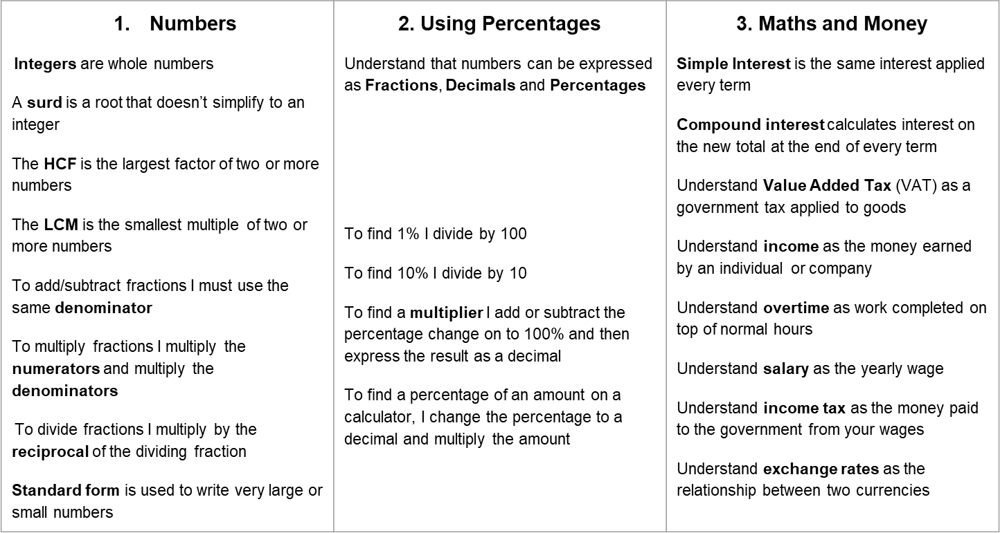 1. Numbers
Integers are whole numbers
A surd is a root that doesn’t simplify to an
integer
The HCF is the largest factor of two or more
numbers
The LCM is the smallest multiple of two or
more numbers
To add/subtract fractions I must use the
same denominator
To multiply fractions I multiply the
numerators and multiply the
denominators
To divide fractions I multiply by the
reciprocal of the dividing fraction
Standard form is used to write very large or
small numbers
2. Using Percentages
Understand that numbers can be expressed
as Fractions, Decimals and Percentages
To find 1% I divide by 100
To find 10% I divide by 10
To find a multiplier I add or subtract the
percentage change on to 100% and then
express the result as a decimal
To find a percentage of an amount on a
calculator, I change the percentage to a
decimal and multiply the amount
3. Maths and Money
Simple Interest is the same interest applied
every term
Compound interest calculates interest on
the new total at the end of every term
Understand Value Added Tax (VAT) as a
government tax applied to goods
Understand income as the money earned
by an individual or company
Understand overtime as work completed on
top of normal hours
Understand salary as the yearly wage
Understand income tax as the money paid
to the government from your wages
Understand exchange rates as the
relationship between two currencies